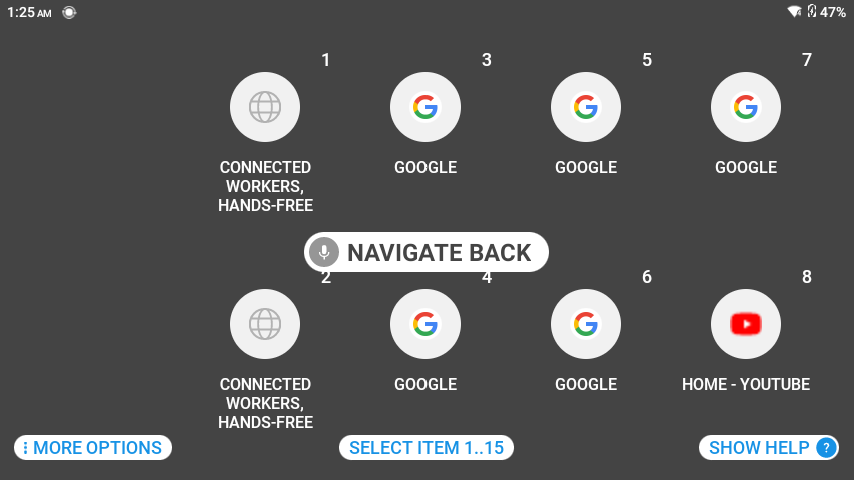 1:25 AM
47%
1
3
5
7
CONNECTED
WORKERS,
HANDS-FREE
GOOGLE
GOOGLE
GOOGLE
NAVIGATE BACK
2
4
6
8
CONNECTED
WORKERS,
HANDS-FREE
GOOGLE
GOOGLE
HOME - YOUTUBE
MORE OPTIONS
SELECT ITEM 1..15
SHOW HELP ?